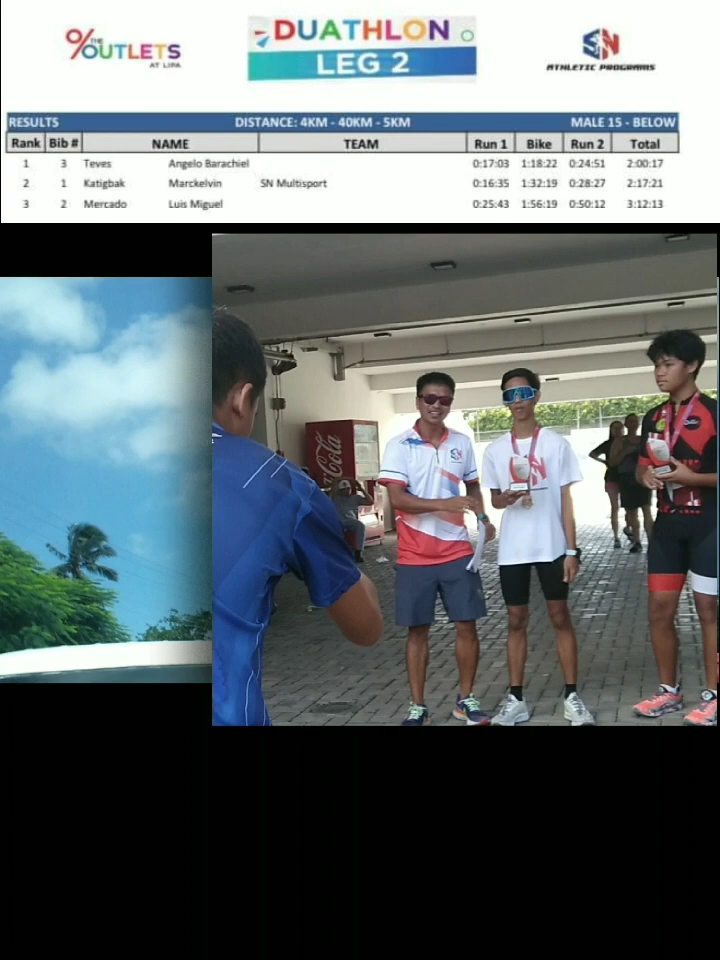 %
THE
OUTLETS
AT LIPA
DUATHLON
LEG 2
SN
ATHLETIC PROGRAMS
RESULTS DISTANCE: 4KM - 40KM - 5KM MALE 15 - BELOW
Rank Bib # NAME TEAM Run 1 Bike Run 2 Total
1 3 Teves Angelo Barachiel 0:17:03 1:18:22 0:24:51 2:00:17
2 1 Katigbak Marckelvin SN Multisport 0:16:35 1:32:19 0:28:27 2:17:21
3 2 Mercado Luis Miguel 0:25:43 1:56:19 0:50:12 3:12:13
Coca-Cola
SN